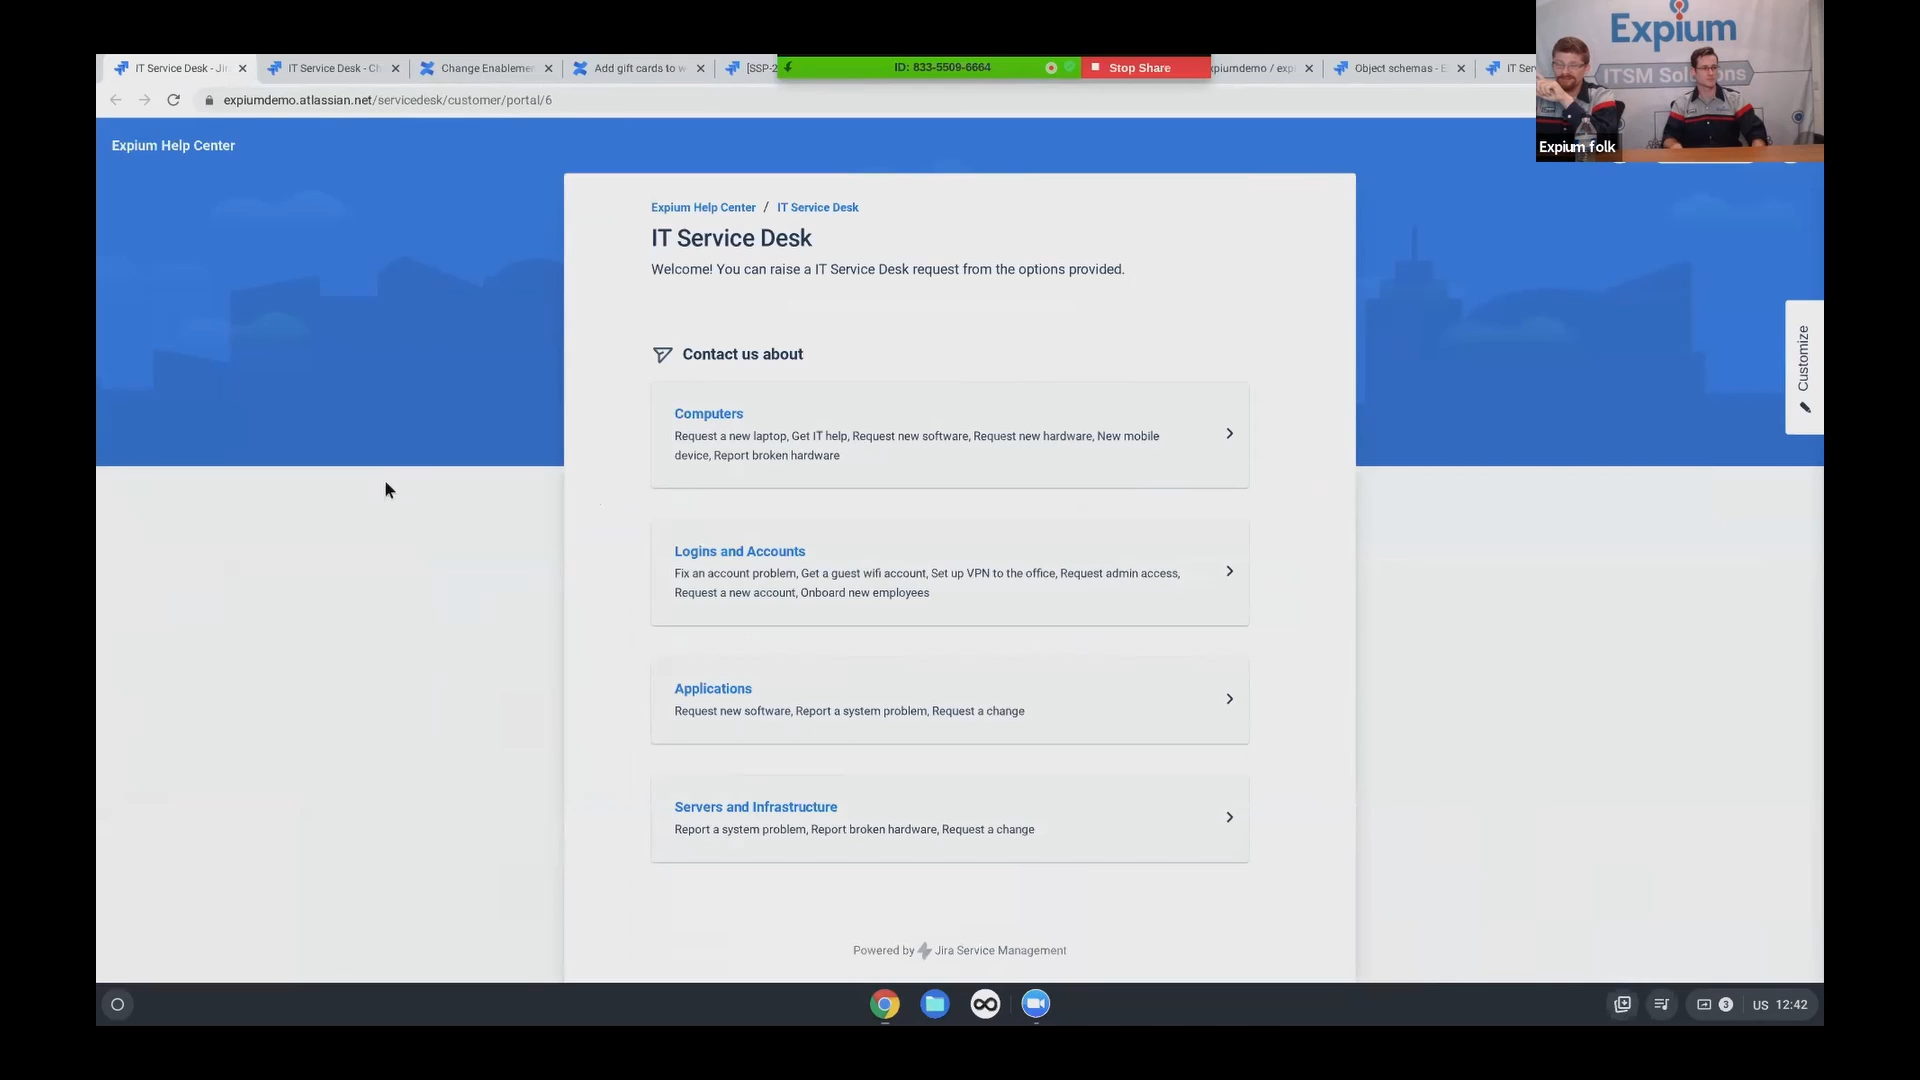 IT Service Desk - Jir
IT Service Desk - Ch
Change Enablemen
Add gift cards to w
[SSP-2
ID: 833-5509-6664
Stop Share
xpiumdemo / expi
Object schemas - E
IT Ser
expiumdemo.atlassian.net/servicedesk/customer/portal/6
Expium
ITSM Solutions
Expium folk
Expium Help Center
Expium Help Center / IT Service Desk
IT Service Desk
Welcome! You can raise a IT Service Desk request from the options provided.
Customize
Contact us about
Computers
Request a new laptop, Get IT help, Request new software, Request new hardware, New mobile
device, Report broken hardware
Logins and Accounts
Fix an account problem, Get a guest wifi account, Set up VPN to the office, Request admin access,
Request a new account, Onboard new employees
Applications
Request new software, Report a system problem, Request a change
Servers and Infrastructure
Report a system problem, Report broken hardware, Request a change
Powered by Jira Service Management
3 US 12:42